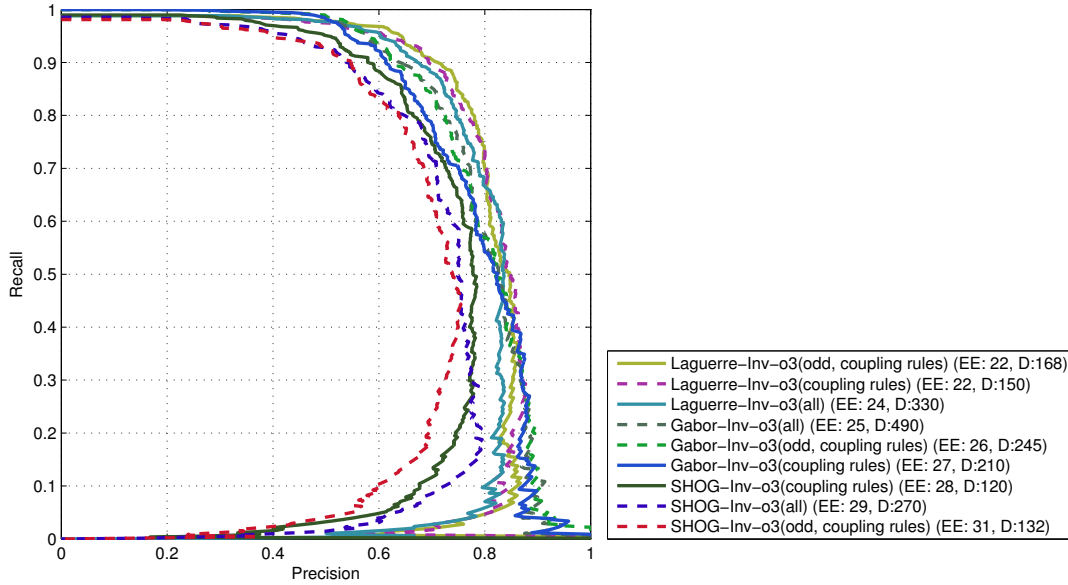 1
0.9
0.8
0.7
0.6
0.5
0.4
0.3
0.2
0.1
0
0 0.2 0.4 0.6 0.8 1
Recall
Precision
Laguerre−Inv−o3(odd, coupling rules) (EE: 22, D:168)
Laguerre−Inv−o3(coupling rules) (EE: 22, D:150)
Laguerre−Inv−o3(all) (EE: 24, D:330)
Gabor−Inv−o3(all) (EE: 25, D:490)
Gabor−Inv−o3(odd, coupling rules) (EE: 26, D:245)
Gabor−Inv−o3(coupling rules) (EE: 27, D:210)
SHOG−Inv−o3(coupling rules) (EE: 28, D:120)
SHOG−Inv−o3(all) (EE: 29, D:270)
SHOG−Inv−o3(odd, coupling rules) (EE: 31, D:132)